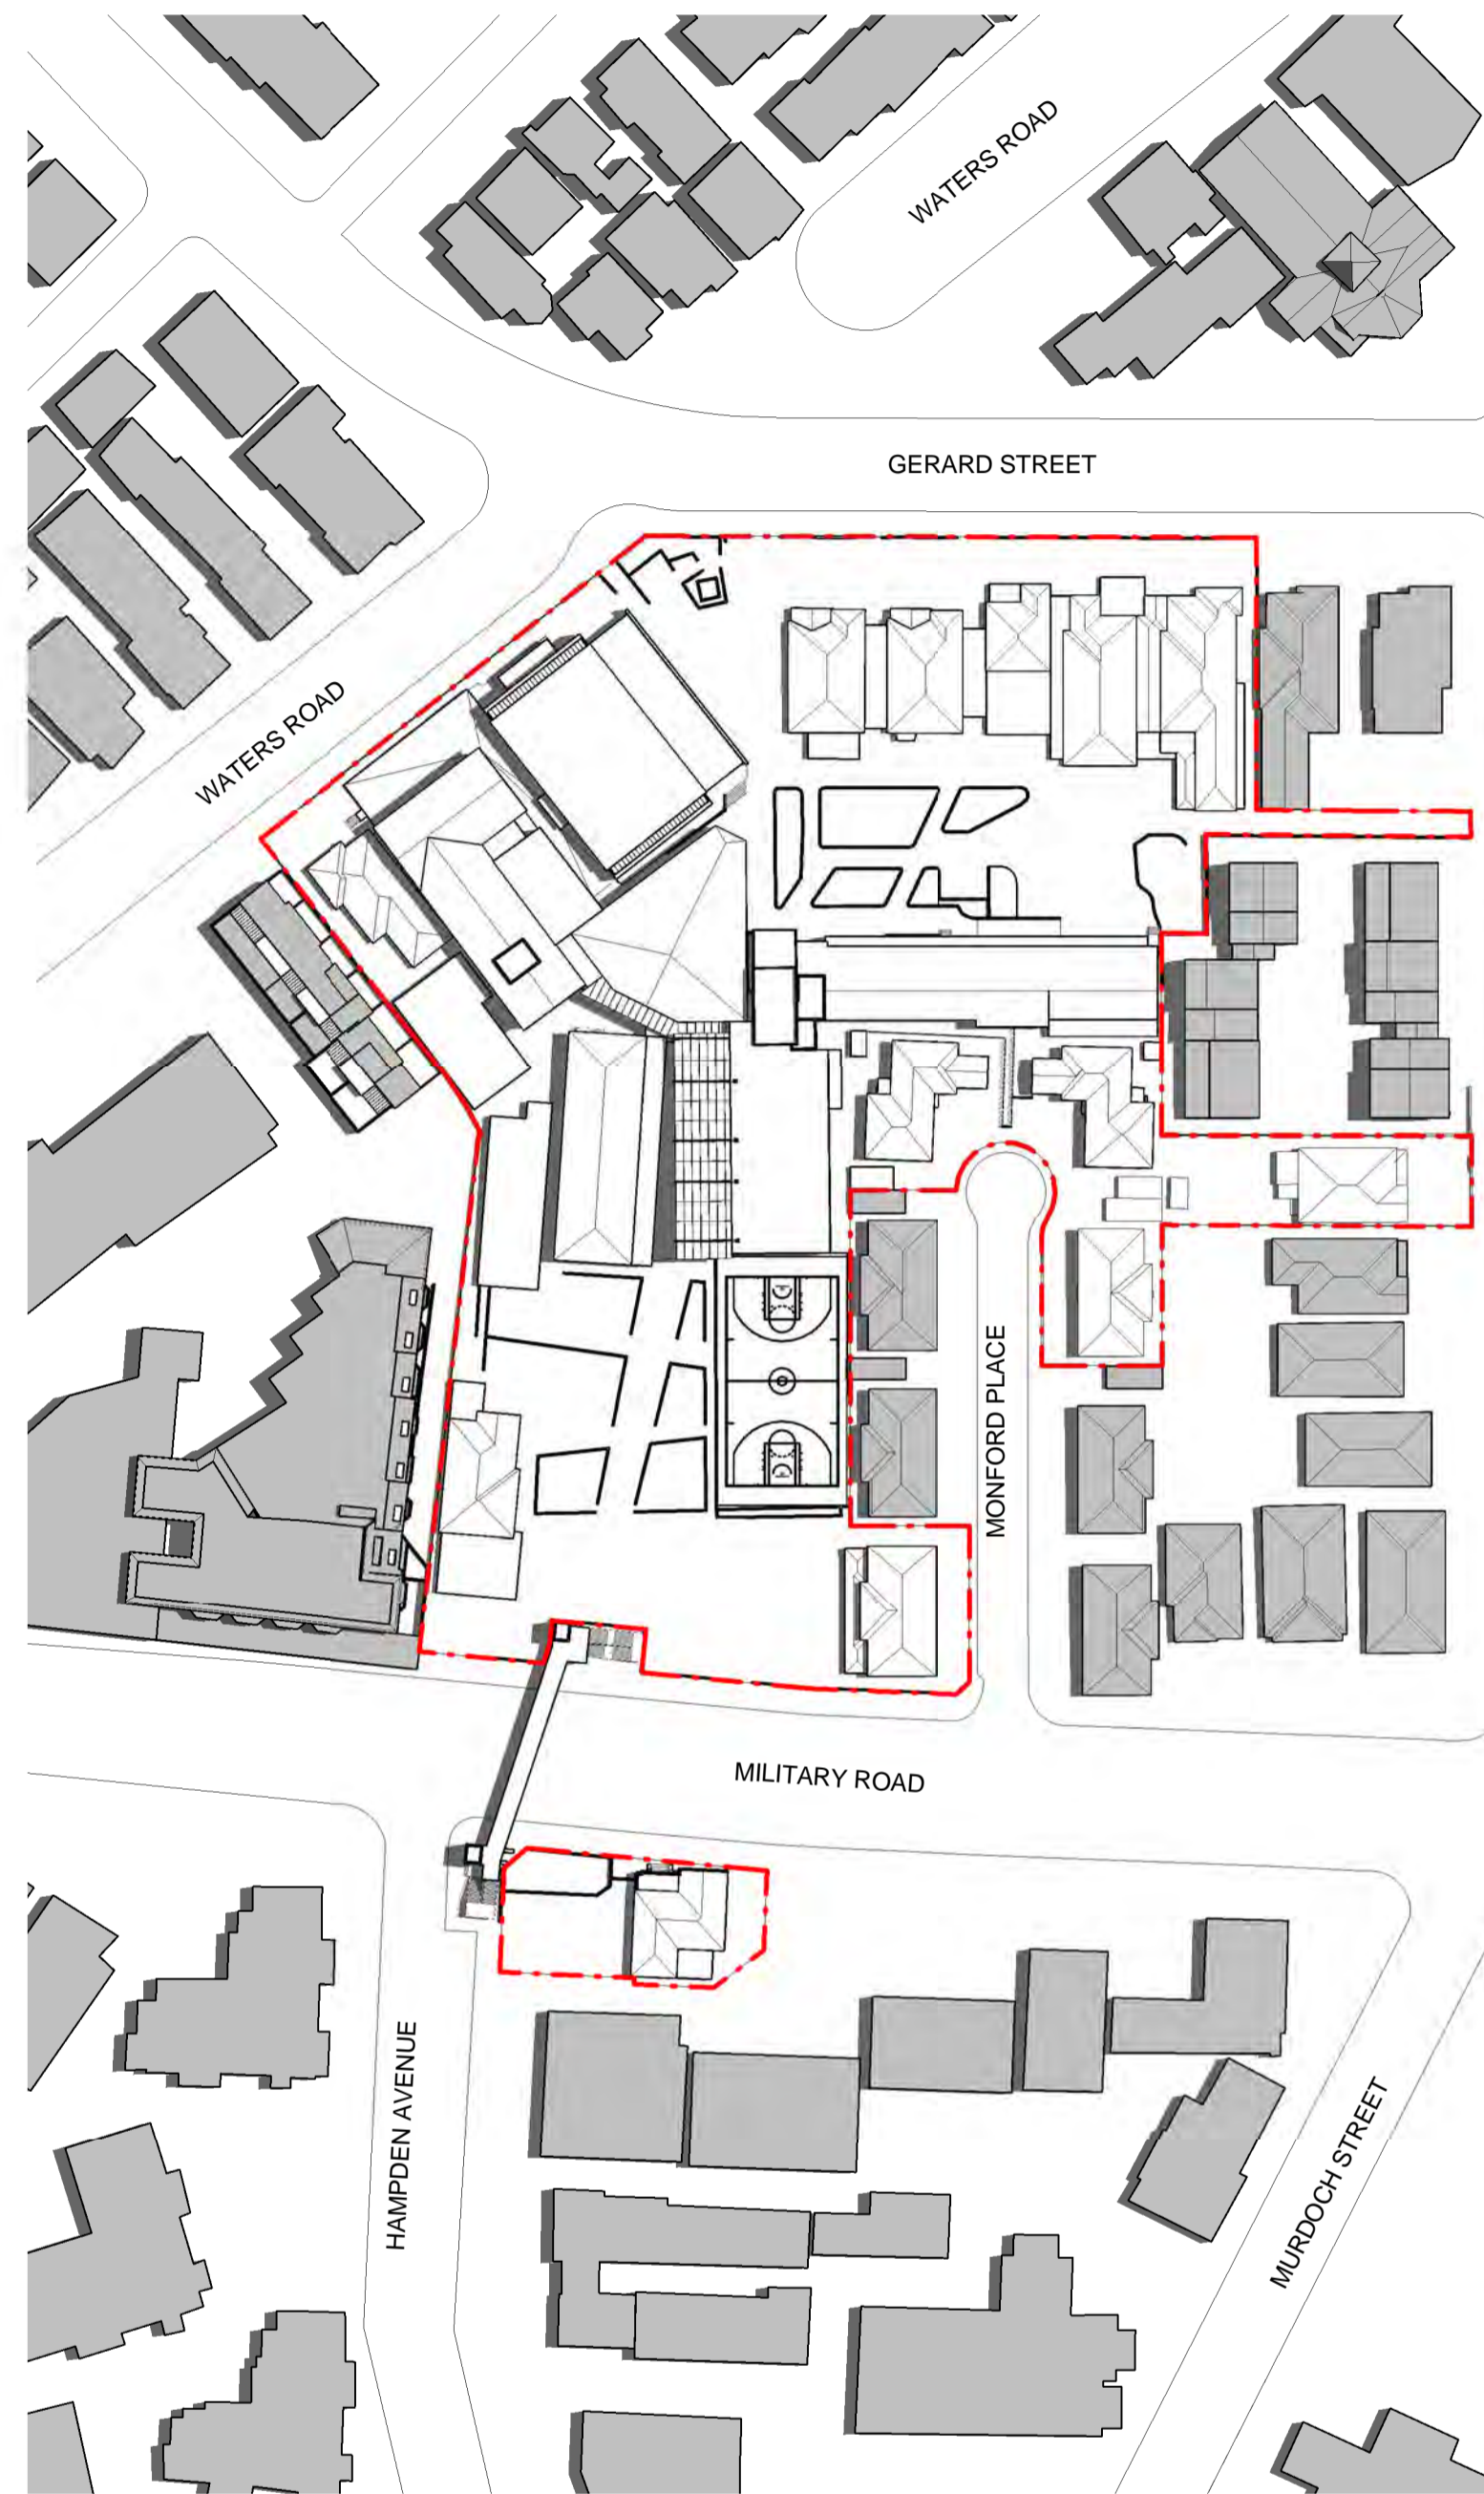 WATERS ROAD
GERARD STREET
WATERS ROAD
MONFORD PLACE
MILITARY ROAD
HAMPDEN AVENUE
MURDOCH STREET